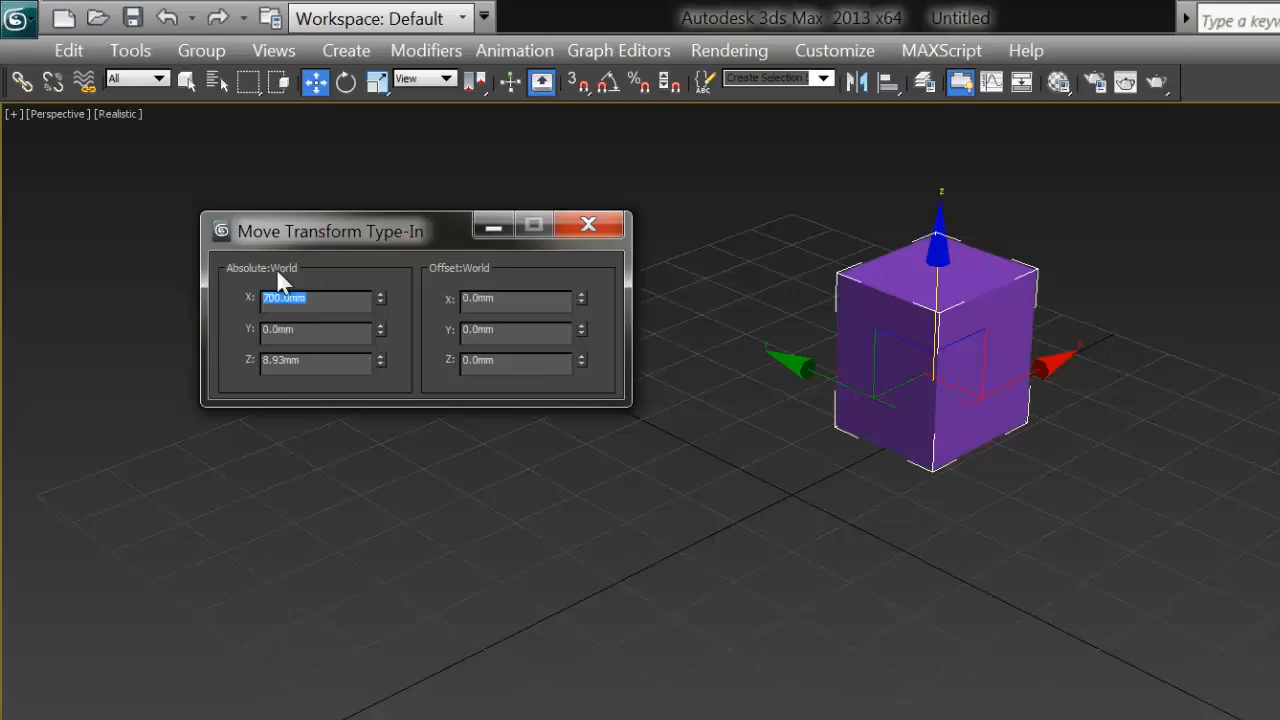 Workspace: Default
Autodesk 3ds Max 2013 x64 Untitled
Edit Tools Group Views Create Modifiers Animation Graph Editors Rendering Customize MAXScript Help
All
View
3
%
ABC
[+] [Perspective] [Realistic]
Move Transform Type-In
Absolute:World
X: 700.0mm
Y: 0.0mm
Z: 8.93mm
Offset:World
X: 0.0mm
Y: 0.0mm
Z: 0.0mm
z